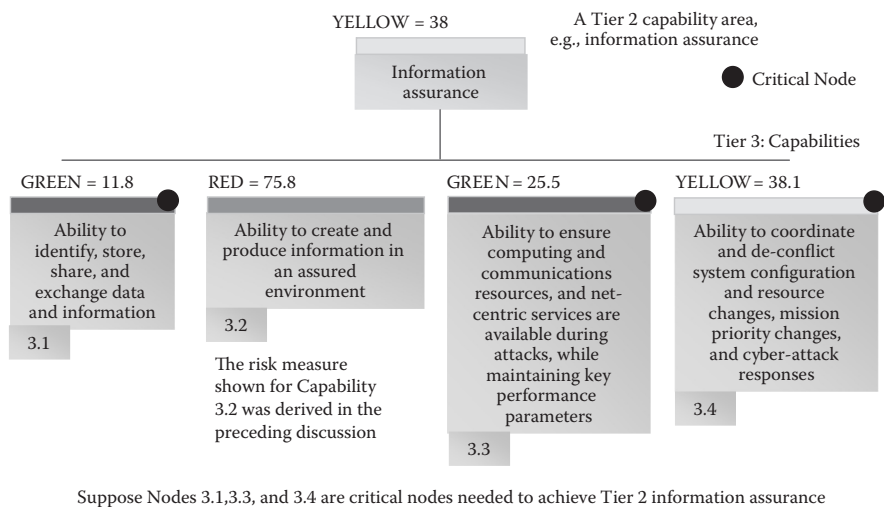 YELLOW = 38
A Tier 2 capability area,
e.g., information assurance
Information
assurance
Critical Node
Tier 3: Capabilities
GREEN = 11.8
Ability to
identify, store,
share, and
exchange data
and information
3.1
RED = 75.8
Ability to create and
produce information in
an assured
environment
3.2
The risk measure
shown for Capability
3.2 was derived in the
preceding discussion
GREEN = 25.5
Ability to ensure
computing and
communications
resources, and net-
centric services are
available during
attacks, while
maintaining key
performance
parameters
3.3
YELLOW = 38.1
Ability to coordinate
and de-conflict
system configuration
and resource
changes, mission
priority changes,
and cyber-attack
responses
3.4
Suppose Nodes 3.1,3.3, and 3.4 are critical nodes needed to achieve Tier 2 information assurance